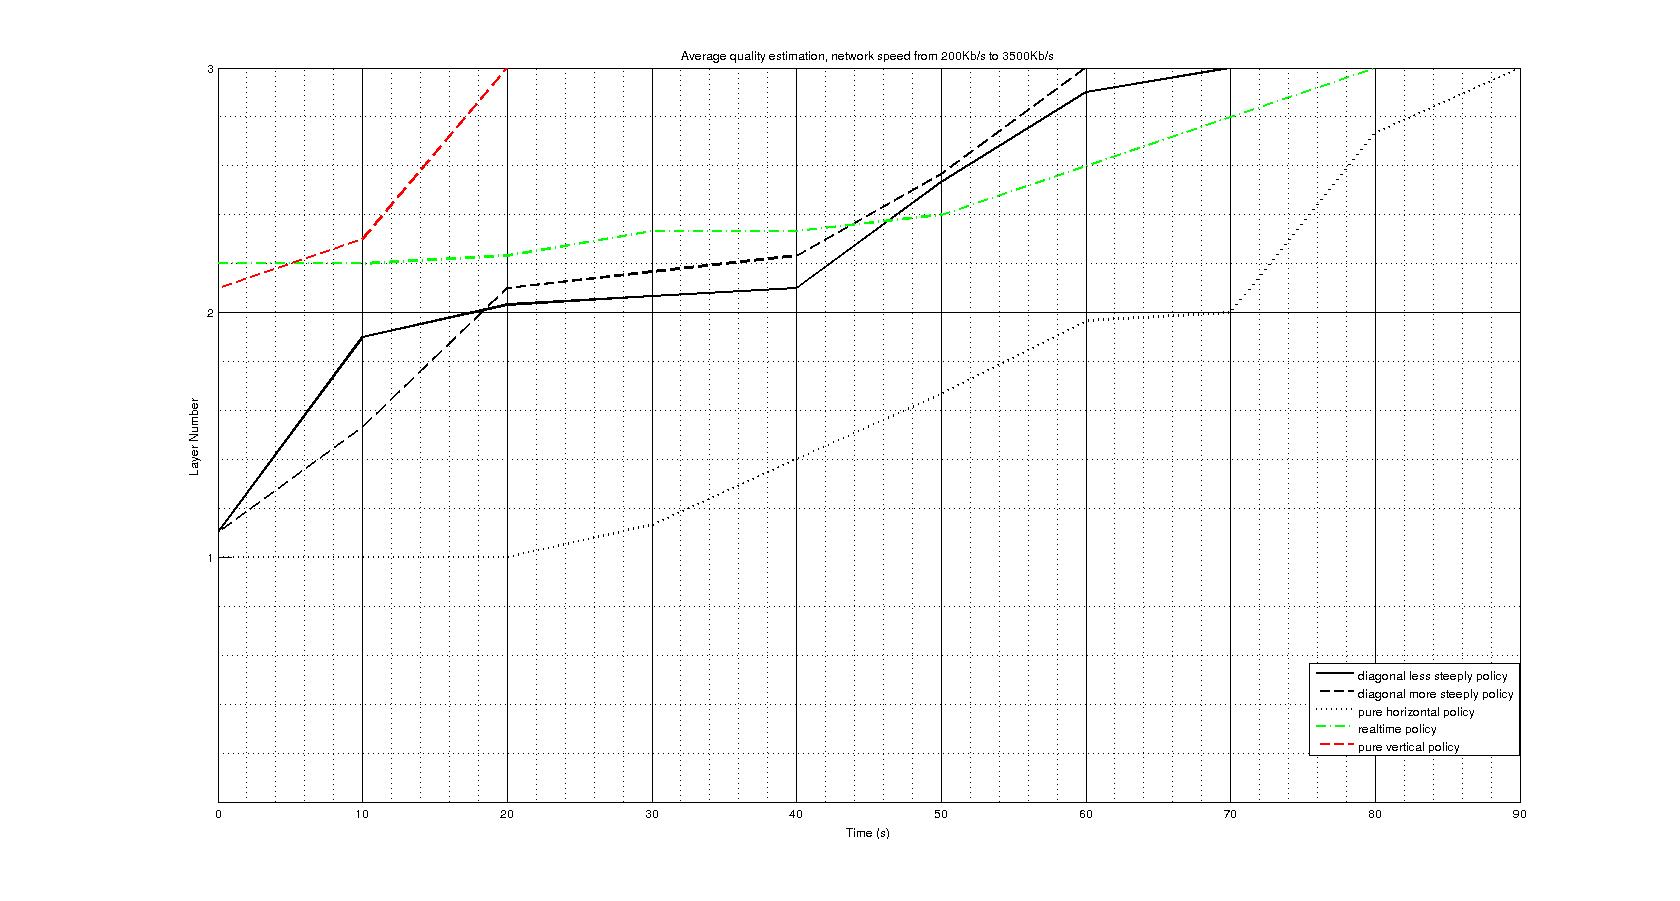 Average quality estimation, network speed from 200Kb/s to 3500Kb/s
3
2
1
Layer Number
diagonal less steeply policy
diagonal more steeply policy
pure horizontal policy
realtime policy
pure vertical policy
0 10 20 30 40 50 60 70 80 90
Time (s)